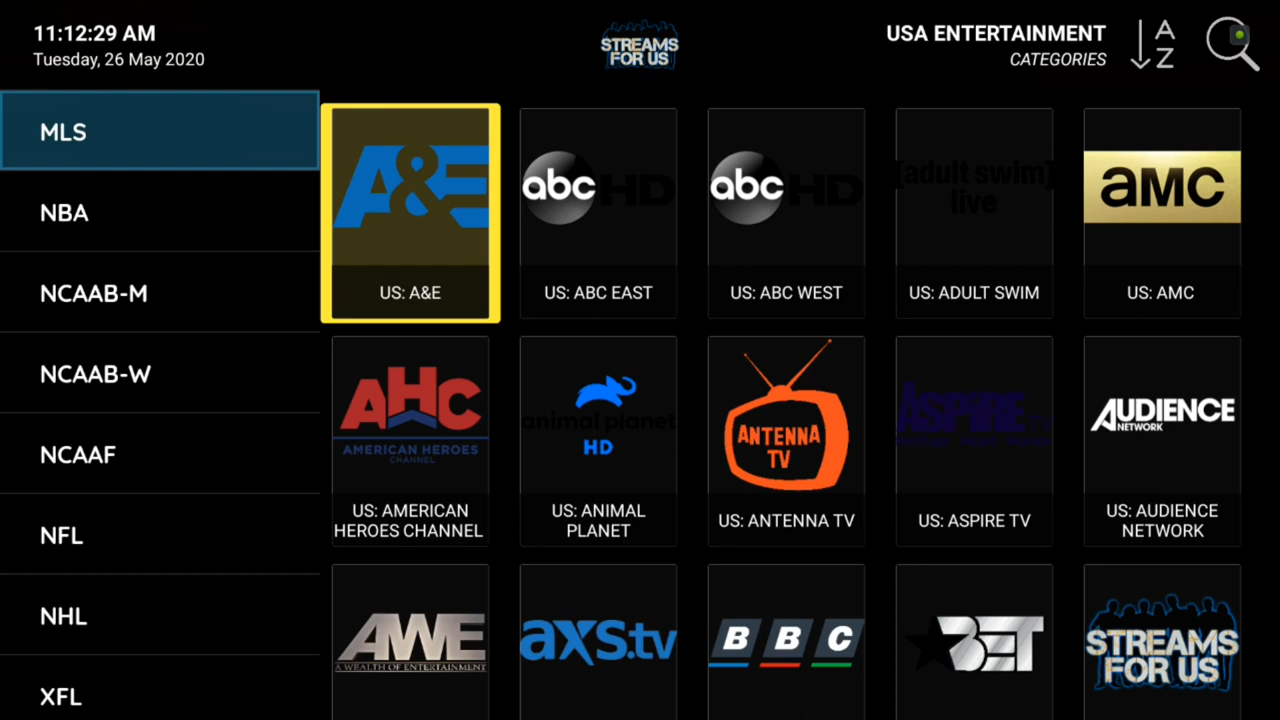 11:12:29 AM
Tuesday, 26 May 2020
STREAMS
FOR US
USA ENTERTAINMENT
CATEGORIES
A
Z
MLS
NBA
NCAAB-M
NCAAB-W
NCAAF
NFL
NHL
XFL
A&E
US: A&E
abc HD
US: ABC EAST
abc HD
US: ABC WEST
[adult swim]
live
US: ADULT SWIM
aMC
US: AMC
AHC
AMERICAN HEROES
CHANNEL
US: AMERICAN
HEROES CHANNEL
animal planet
HD
US: ANIMAL
PLANET
ANTENNA
TV
US: ANTENNA TV
ASPiRE TV
US: ASPIRE TV
AUDIENCE
NETWORK
US: AUDIENCE
NETWORK
AWE
A WEALTH OF ENTERTAINMENT
axs.tv
BBC
BET
STREAMS
FOR US